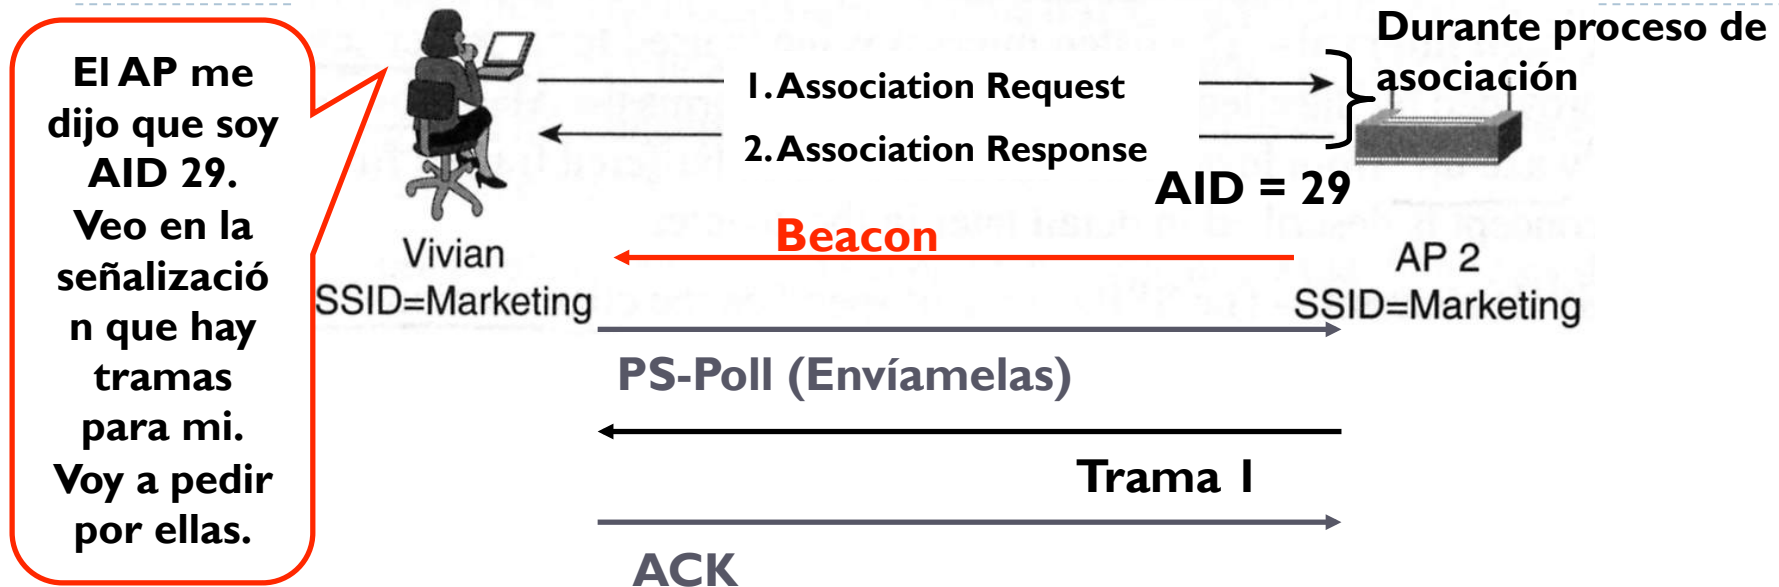 El AP me
dijo que soy
AID 29.
Veo en la
señalizació
n que hay
tramas
para mi.
Voy a pedir
por ellas.
Durante proceso de
asociación
1. Association Request
2. Association Response
AID = 29
Beacon
Vivian
SSID=Marketing
AP 2
SSID=Marketing
PS-Poll (Envíamelas)
Trama 1
ACK